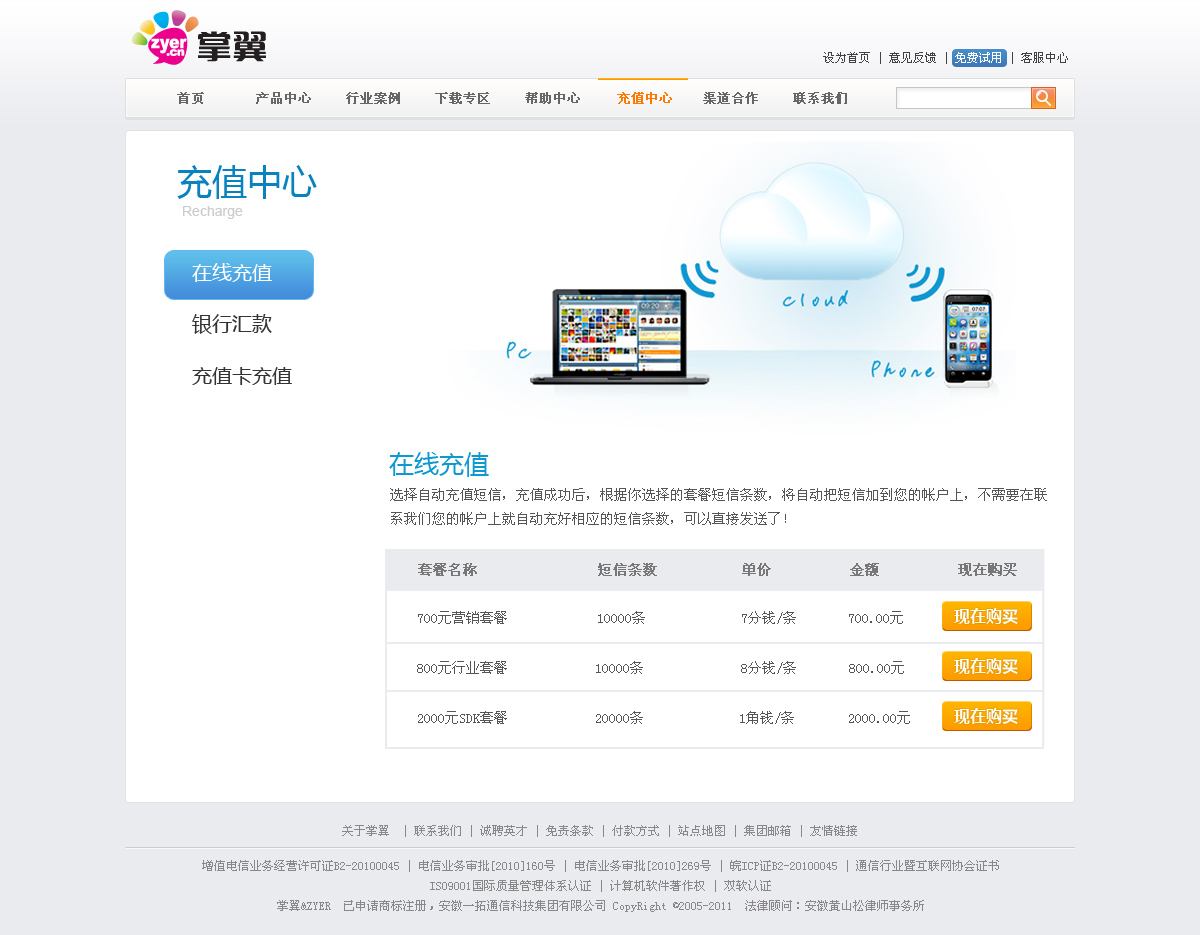 zyer.cn 掌翼
设为首页 | 意见反馈 | 免费试用 | 客服中心
首页 产品中心 行业案例 下载专区 帮助中心 充值中心 渠道合作 联系我们
充值中心
Recharge
在线充值
银行汇款
充值卡充值
cloud
Pc
Phone
09:20
07:07
在线充值
选择自动充值短信，充值成功后，根据你选择的套餐短信条数，将自动把短信加到您的帐户上，不需要在联
系我们您的帐户上就自动充好相应的短信条数，可以直接发送了！
套餐名称 短信条数 单价 金额 现在购买
700元营销套餐 10000条 7分钱/条 700.00元 现在购买
800元行业套餐 10000条 8分钱/条 800.00元 现在购买
2000元SDK套餐 20000条 1角钱/条 2000.00元 现在购买
关于掌翼 | 联系我们 | 诚聘英才 | 免责条款 | 付款方式 | 站点地图 | 集团邮箱 | 友情链接
增值电信业务经营许可证B2-20100045 | 电信业务审批[2010]160号 | 电信业务审批[2010]269号 | 皖ICP证B2-20100045 | 通信行业暨互联网协会证书
ISO9001国际质量管理体系认证 | 计算机软件著作权 | 双软认证
掌翼&ZYER 已申请商标注册，安徽一拓通信科技集团有限公司 CopyRight ©2005-2011 法律顾问：安徽黄山松律师事务所